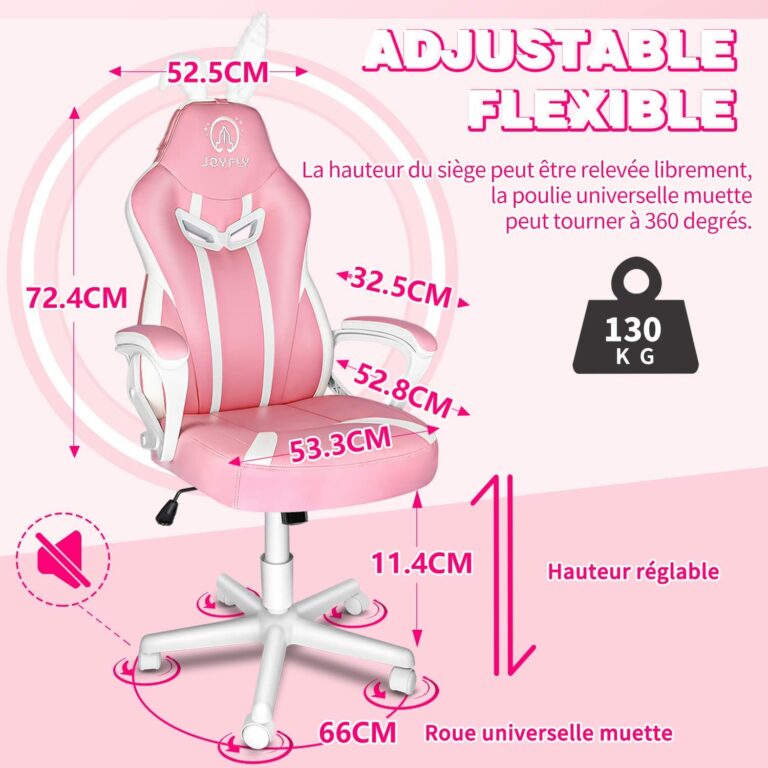 ADJUSTABLE
FLEXIBLE
La hauteur du siège peut être relevée librement,
la poulie universelle muette
peut tourner à 360 degrés.
52.5CM
JOYFLY
72.4CM
32.5CM
130
KG
52.8CM
53.3CM
11.4CM
Hauteur réglable
66CM
Roue universelle muette